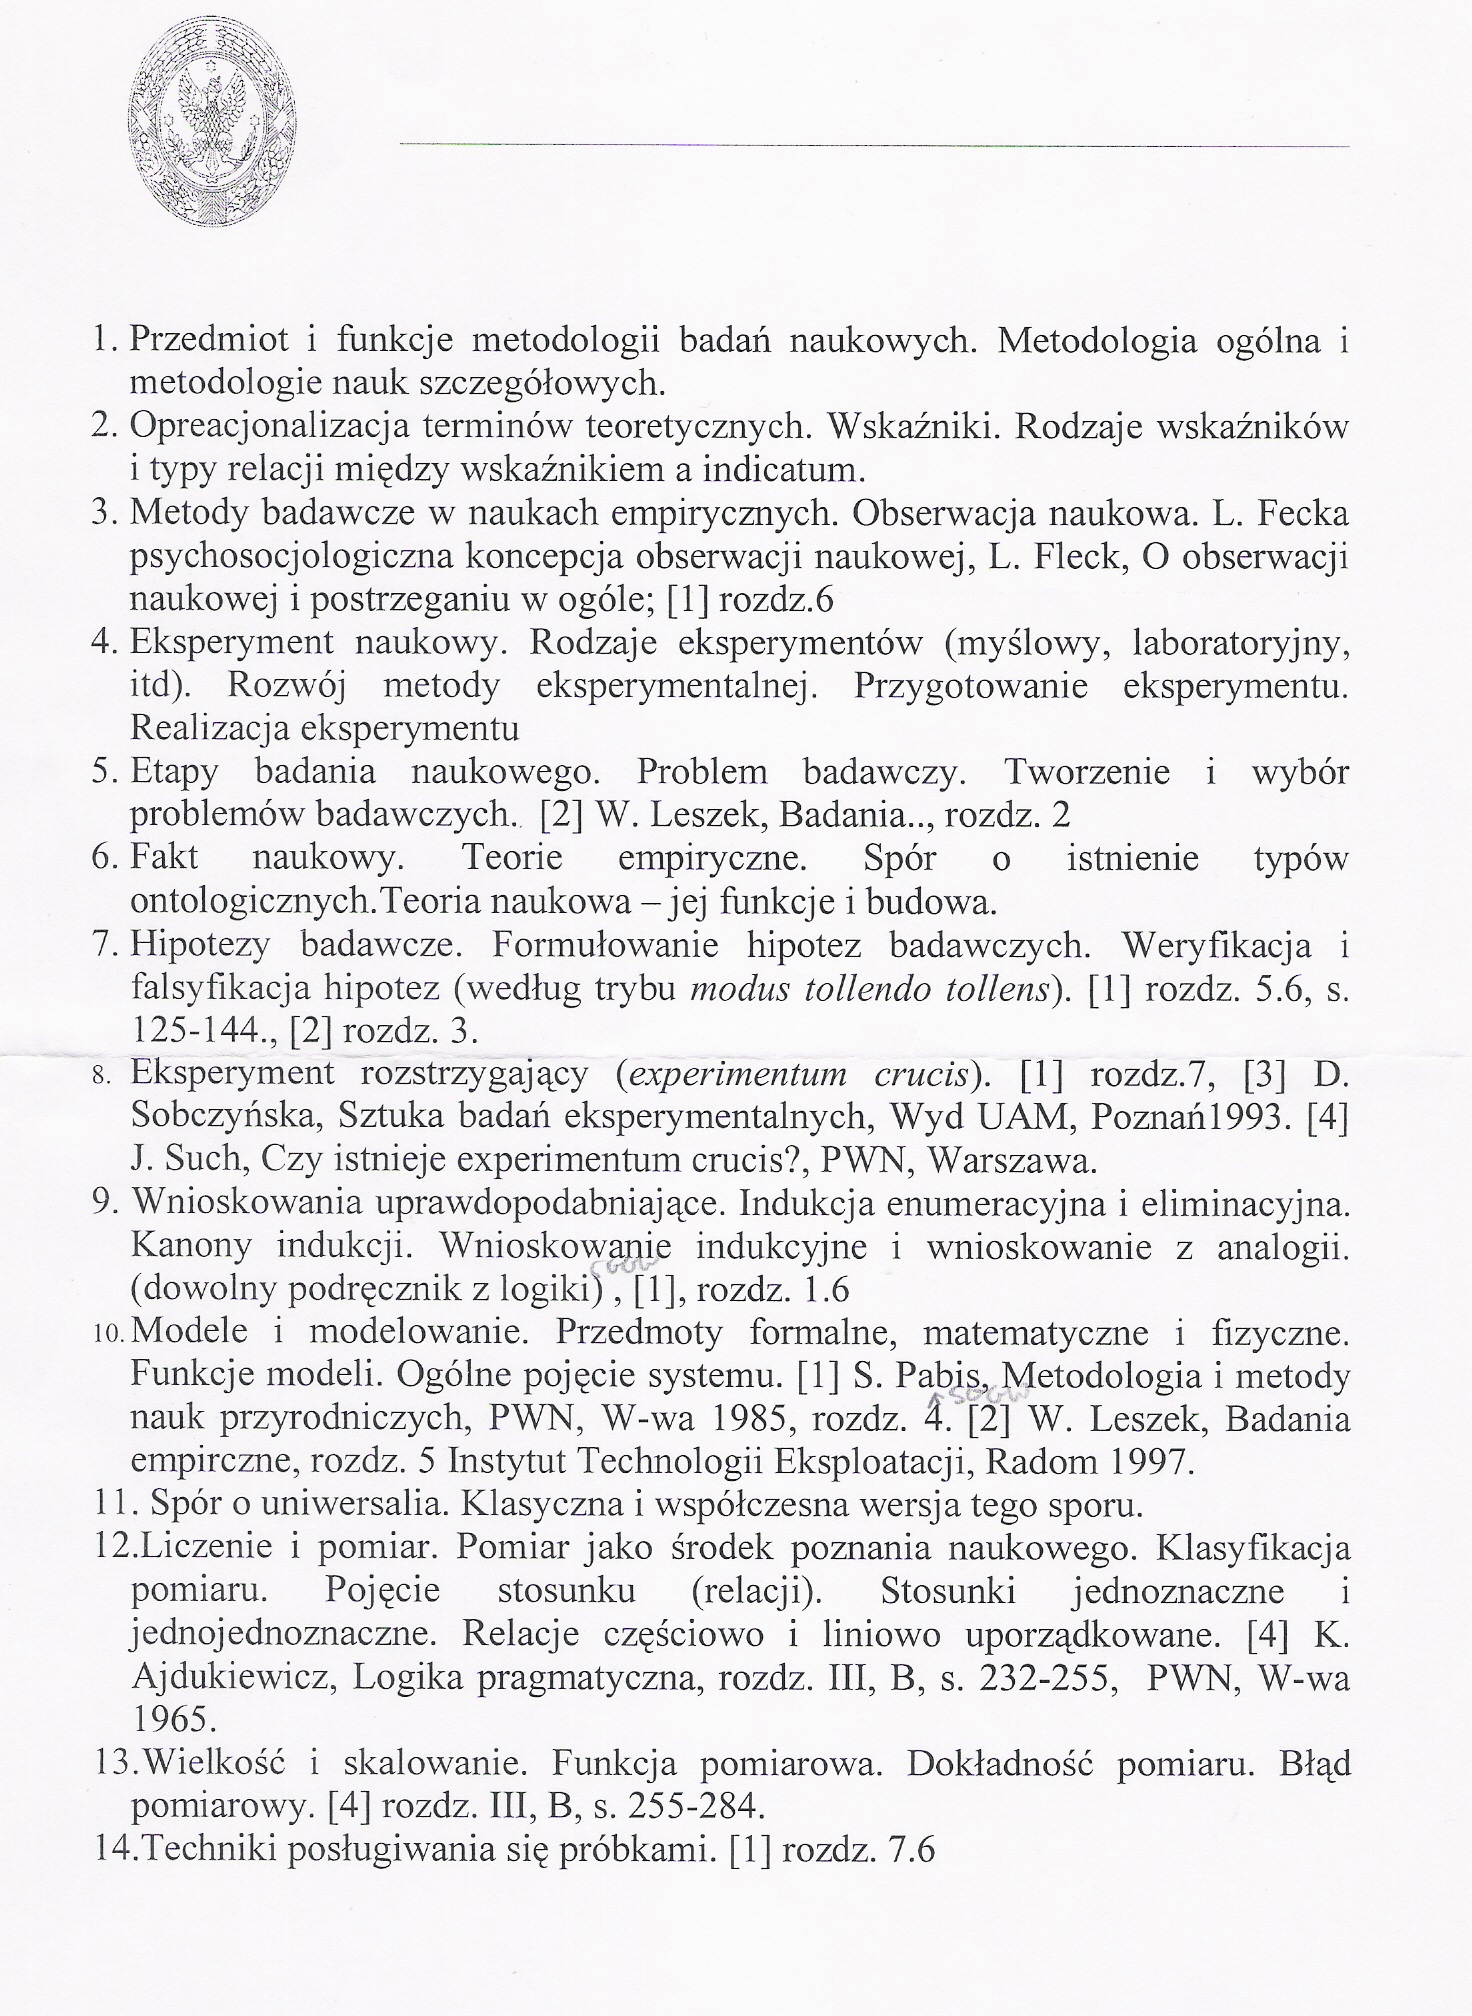 1. Przedmiot i funkcje metodologii badań naukowych. Metodologia ogólna i
metodologie nauk szczegółowych.
2. Opreacjonalizacja terminów teoretycznych. Wskaźniki. Rodzaje wskaźników
i typy relacji między wskaźnikiem a indicatum.
3. Metody badawcze w naukach empirycznych. Obserwacja naukowa. L. Fecka
psychosocjologiczna koncepcja obserwacji naukowej, L. Fleck, O obserwacji
naukowej i postrzeganiu w ogóle; [1] rozdz.6
4. Eksperyment naukowy. Rodzaje eksperymentów (myślowy, laboratoryjny,
itd). Rozwój metody eksperymentalnej. Przygotowanie eksperymentu.
Realizacja eksperymentu
5. Etapy badania naukowego. Problem badawczy. Tworzenie i wybór
problemów badawczych.. [2] W. Leszek, Badania.., rozdz. 2
6. Fakt naukowy. Teorie empiryczne. Spór o istnienie typów
ontologicznych.Teoria naukowa – jej funkcje i budowa.
7. Hipotezy badawcze. Formułowanie hipotez badawczych. Weryfikacja i
falsyfikacja hipotez (według trybu modus tollendo tollens). [1] rozdz. 5.6, s.
125-144., [2] rozdz. 3.
8. Eksperyment rozstrzygający (experimentum crucis). [1] rozdz.7, [3] D.
Sobczyńska, Sztuka badań eksperymentalnych, Wyd UAM, Poznań1993. [4]
J. Such, Czy istnieje experimentum crucis?, PWN, Warszawa.
9. Wnioskowania uprawdopodabniające. Indukcja enumeracyjna i eliminacyjna.
Kanony indukcji. Wnioskowanie indukcyjne i wnioskowanie z analogii.
SGGW
(dowolny podręcznik z logiki) , [1], rozdz. 1.6
10. Modele i modelowanie. Przedmoty formalne, matematyczne i fizyczne.
Funkcje modeli. Ogólne pojęcie systemu. [1] S. Pabis, Metodologia i metody
SGGW
nauk przyrodniczych, PWN, W-wa 1985, rozdz. 4. [2] W. Leszek, Badania
empirczne, rozdz. 5 Instytut Technologii Eksploatacji, Radom 1997.
11. Spór o uniwersalia. Klasyczna i współczesna wersja tego sporu.
12.Liczenie i pomiar. Pomiar jako środek poznania naukowego. Klasyfikacja
pomiaru. Pojęcie stosunku (relacji). Stosunki jednoznaczne i
jednojednoznaczne. Relacje częściowo i liniowo uporządkowane. [4] K.
Ajdukiewicz, Logika pragmatyczna, rozdz. III, B, s. 232-255, PWN, W-wa
1965.
13.Wielkość i skalowanie. Funkcja pomiarowa. Dokładność pomiaru. Błąd
pomiarowy. [4] rozdz. III, B, s. 255-284.
14.Techniki posługiwania się próbkami. [1] rozdz. 7.6